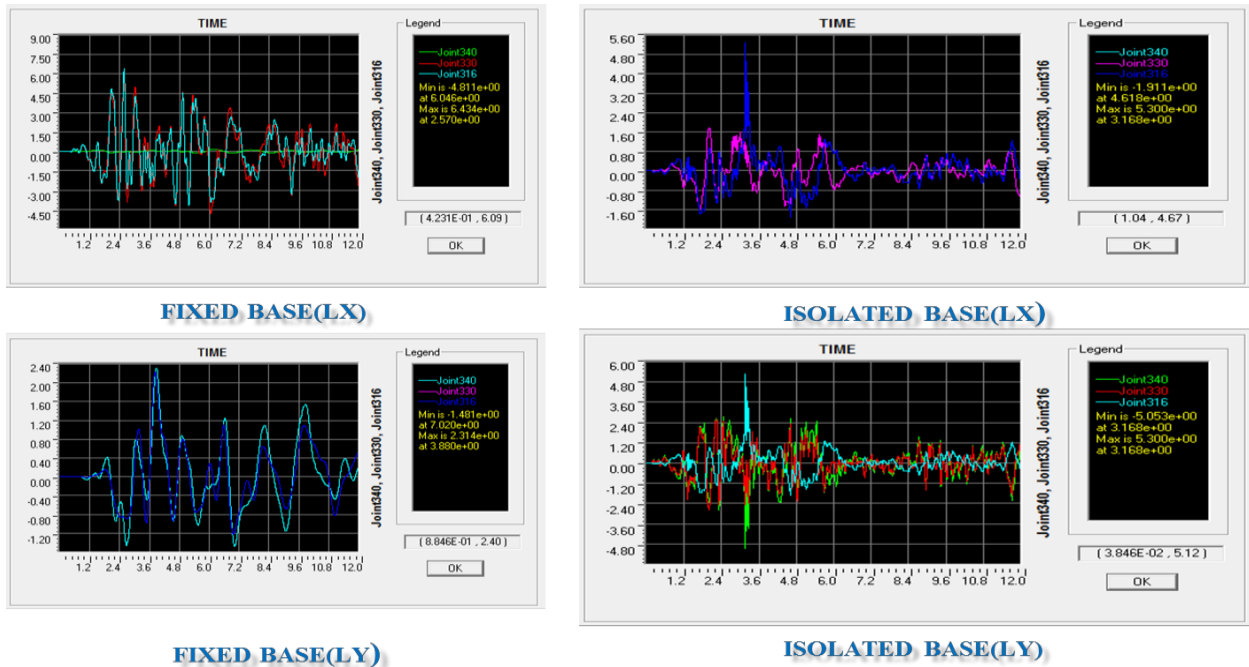 TIME
Legend
9.00
7.50
6.00
4.50
3.00
1.50
0.00
-1.50
-3.00
-4.50
1.2 2.4 3.6 4.8 6.0 7.2 8.4 9.6 10.8 12.0
Joint340, Joint330, Joint316
Joint340
Joint330
Joint316
Min is -4.811e+00
at 6.046e+00
Max is 6.434e+00
at 2.570e+00
( 4.231E-01 , 6.09 )
OK
FIXED BASE(LX)
TIME
Legend
5.60
4.80
4.00
3.20
2.40
1.60
0.80
0.00
-0.80
-1.60
1.2 2.4 3.6 4.8 6.0 7.2 8.4 9.6 10.8 12.0
Joint340, Joint330, Joint316
Joint340
Joint330
Joint316
Min is -1.911e+00
at 4.618e+00
Max is 5.300e+00
at 3.168e+00
( 1.04 , 4.67 )
OK
ISOLATED BASE(LX)
TIME
Legend
2.40
2.00
1.60
1.20
0.80
0.40
0.00
-0.40
-0.80
-1.20
1.2 2.4 3.6 4.8 6.0 7.2 8.4 9.6 10.8 12.0
Joint340, Joint330, Joint316
Joint340
Joint330
Joint316
Min is -1.481e+00
at 7.020e+00
Max is 2.314e+00
at 3.880e+00
( 8.846E-01 , 2.40 )
OK
FIXED BASE(LY)
TIME
Legend
6.00
4.80
3.60
2.40
1.20
0.00
-1.20
-2.40
-3.60
-4.80
1.2 2.4 3.6 4.8 6.0 7.2 8.4 9.6 10.8 12.0
Joint340, Joint330, Joint316
Joint340
Joint330
Joint316
Min is -5.053e+00
at 3.168e+00
Max is 5.300e+00
at 3.168e+00
( 3.846E-02 , 5.12 )
OK
ISOLATED BASE(LY)